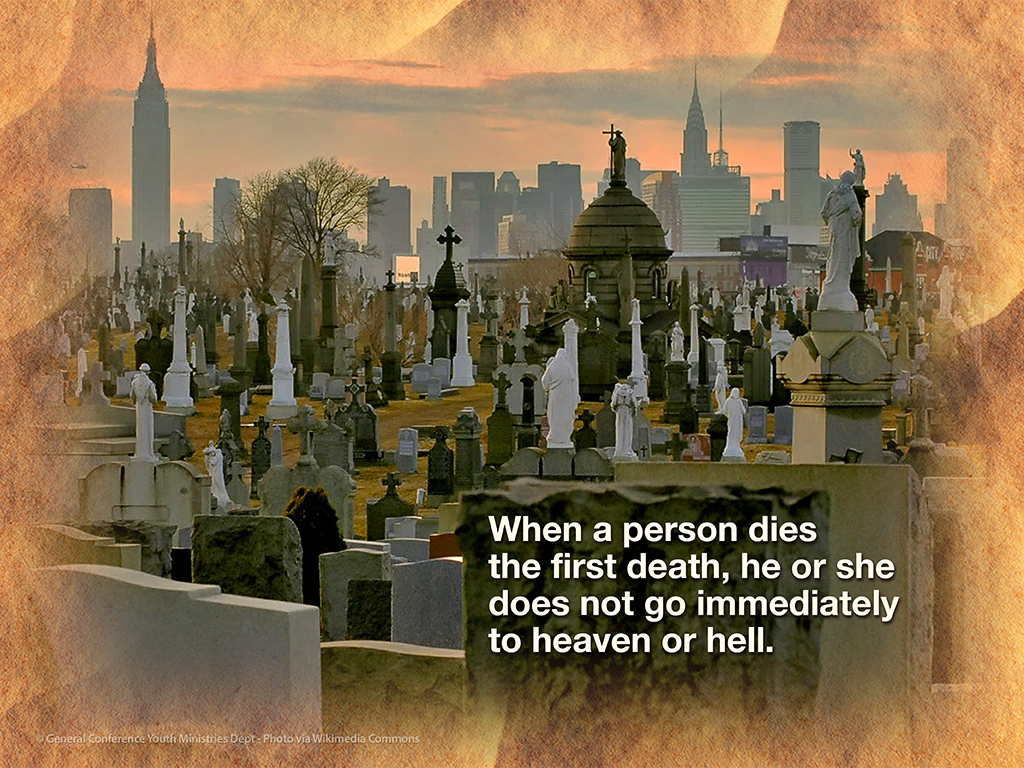 When a person dies
the first death, he or she
does not go immediately
to heaven or hell.
© General Conference Youth Ministries Dept - Photo via Wikimedia Commons